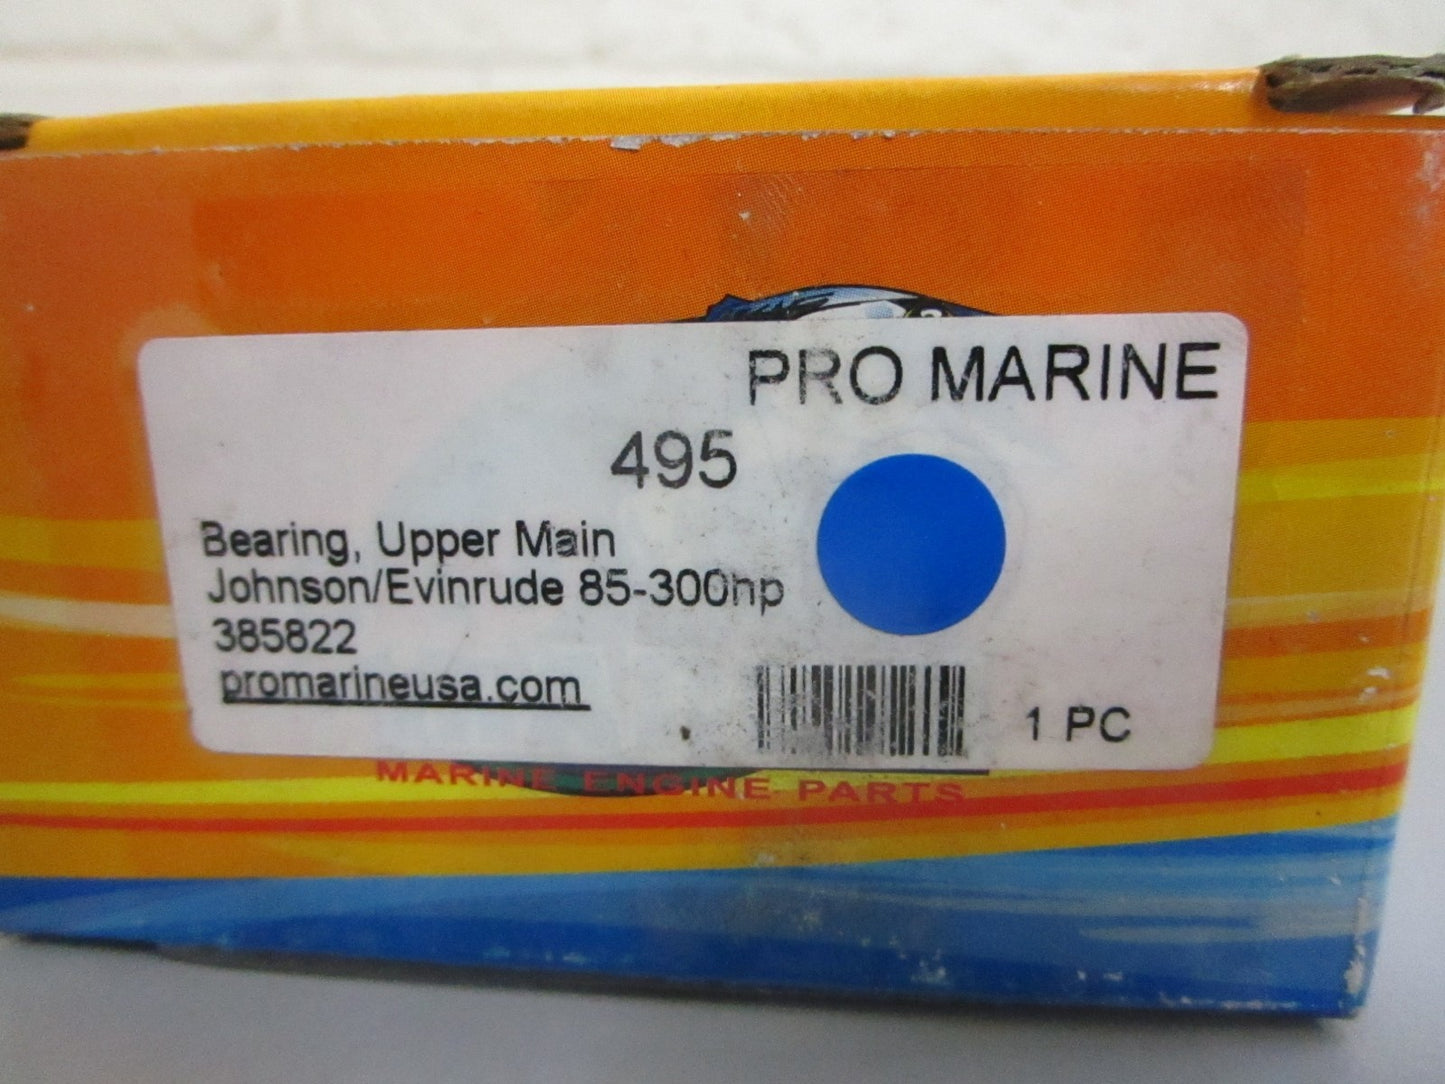 PRO MARINE
495
Bearing, Upper Main
Johnson/Evinrude 85-300hp
385822
promarineusa.com
1 PC
MARINE ENGINE PARTS